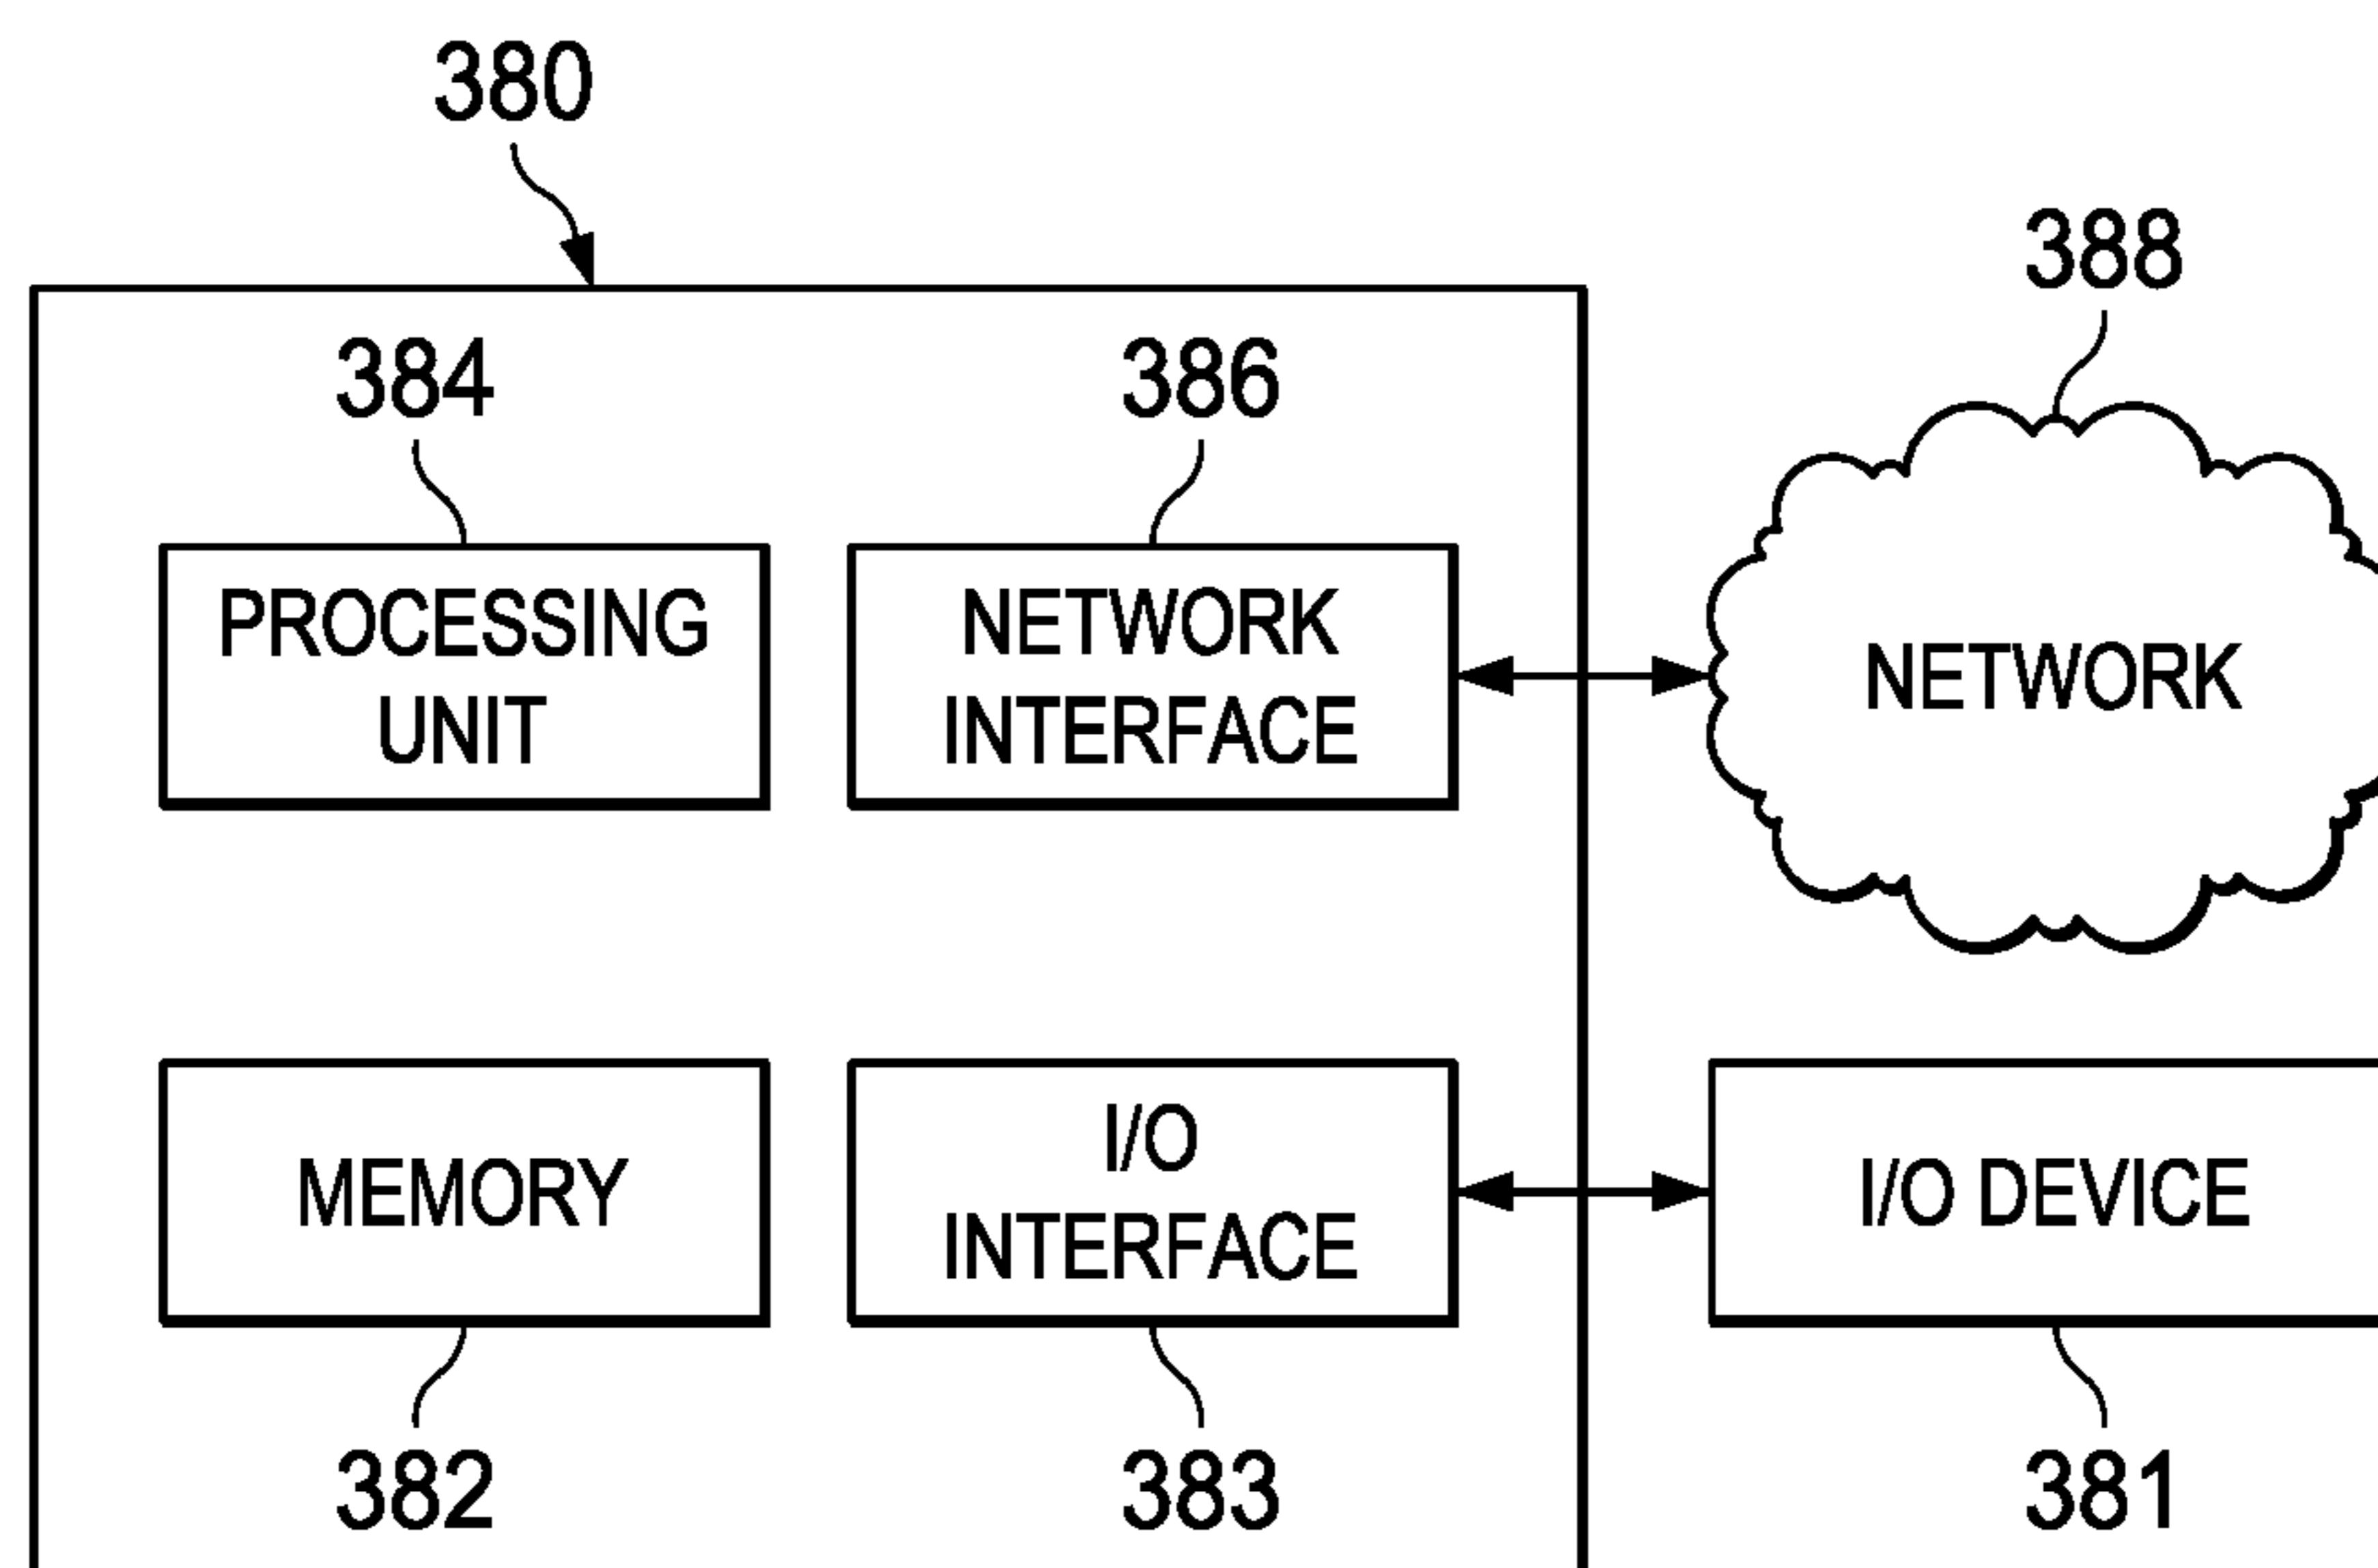 380
388
384
386
PROCESSING
UNIT
NETWORK
INTERFACE
NETWORK
MEMORY
I/O
INTERFACE
I/O DEVICE
382
383
381